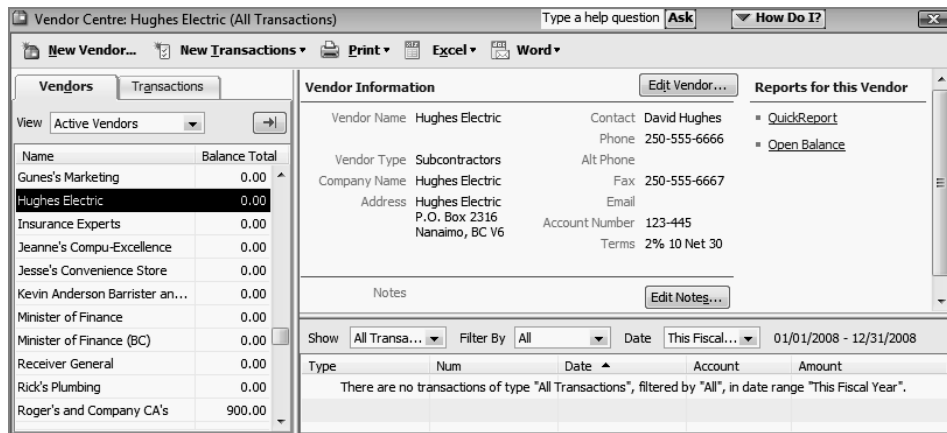 Vendor Centre: Hughes Electric (All Transactions)
Type a help question Ask
How Do I?
New Vendor...
New Transactions
Print
Excel
Word
Vendors
Transactions
View Active Vendors
Name Balance Total
Gunes's Marketing 0.00
Hughes Electric 0.00
Insurance Experts 0.00
Jeanne's Compu-Excellence 0.00
Jesse's Convenience Store 0.00
Kevin Anderson Barrister an... 0.00
Minister of Finance 0.00
Minister of Finance (BC) 0.00
Receiver General 0.00
Rick's Plumbing 0.00
Roger's and Company CA's 900.00
Vendor Information
Edit Vendor...
Vendor Name Hughes Electric
Vendor Type Subcontractors
Company Name Hughes Electric
Address Hughes Electric
P.O. Box 2316
Nanaimo, BC V6
Contact David Hughes
Phone 250-555-6666
Alt Phone
Fax 250-555-6667
Email
Account Number 123-445
Terms 2% 10 Net 30
Notes
Edit Notes...
Reports for this Vendor
QuickReport
Open Balance
Show All Transa... Filter By All Date This Fiscal... 01/01/2008 - 12/31/2008
Type Num Date Account Amount
There are no transactions of type "All Transactions", filtered by "All", in date range "This Fiscal Year".